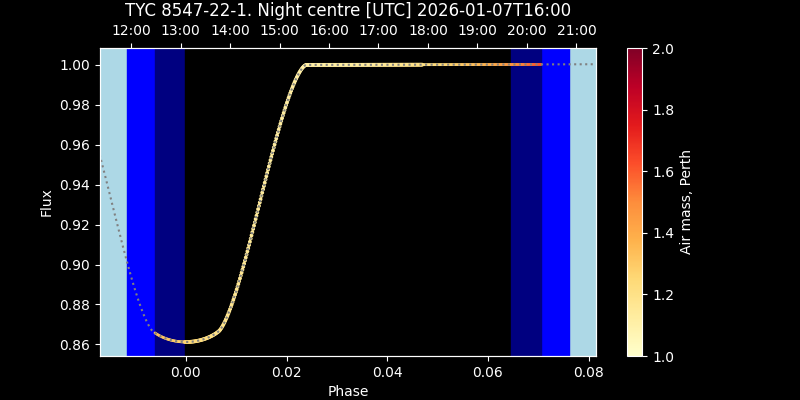 TYC 8547-22-1. Night centre [UTC] 2026-01-07T16:00
12:00 13:00 14:00 15:00 16:00 17:00 18:00 19:00 20:00 21:00
1.00
0.98
0.96
0.94
0.92
0.90
0.88
0.86
Flux
0.00 0.02 0.04 0.06 0.08
Phase
2.0
1.8
1.6
1.4
1.2
1.0
Air mass, Perth